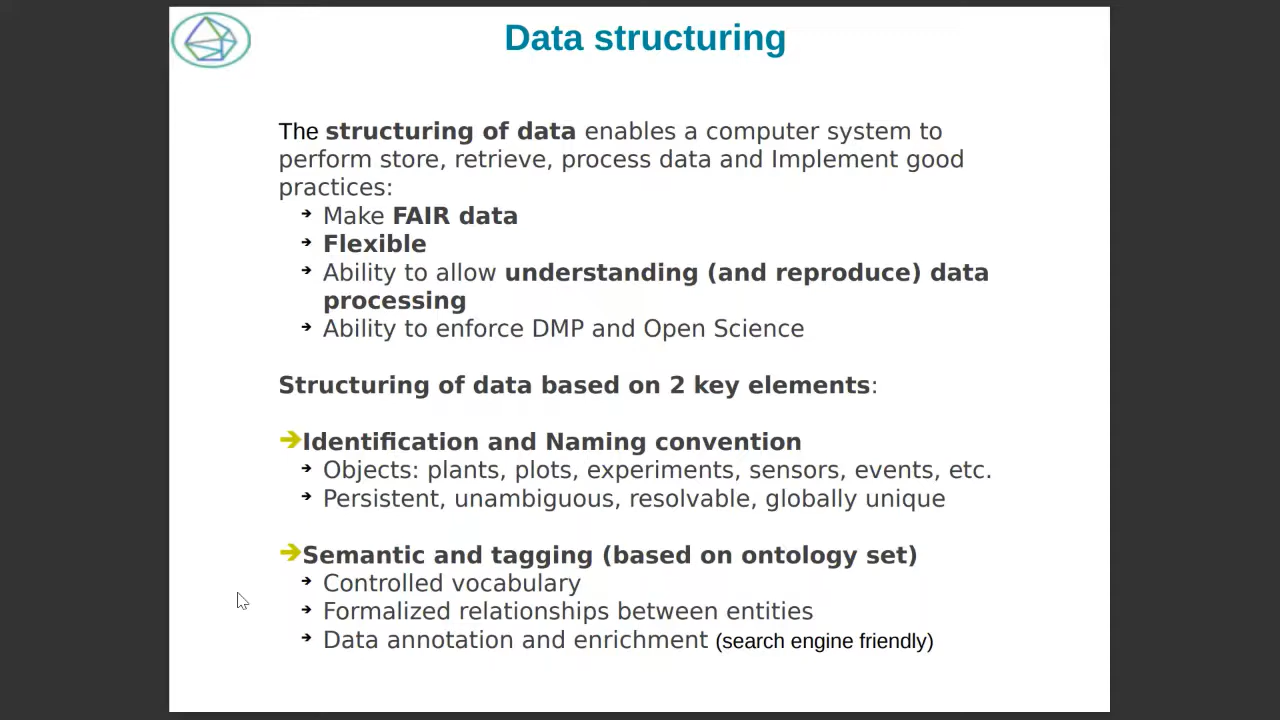 Data structuring
The structuring of data enables a computer system to
perform store, retrieve, process data and Implement good
practices:
➔ Make FAIR data
➔ Flexible
➔ Ability to allow understanding (and reproduce) data
processing
➔ Ability to enforce DMP and Open Science
Structuring of data based on 2 key elements:
➔Identification and Naming convention
➔ Objects: plants, plots, experiments, sensors, events, etc.
➔ Persistent, unambiguous, resolvable, globally unique
➔Semantic and tagging (based on ontology set)
➔ Controlled vocabulary
➔ Formalized relationships between entities
➔ Data annotation and enrichment (search engine friendly)